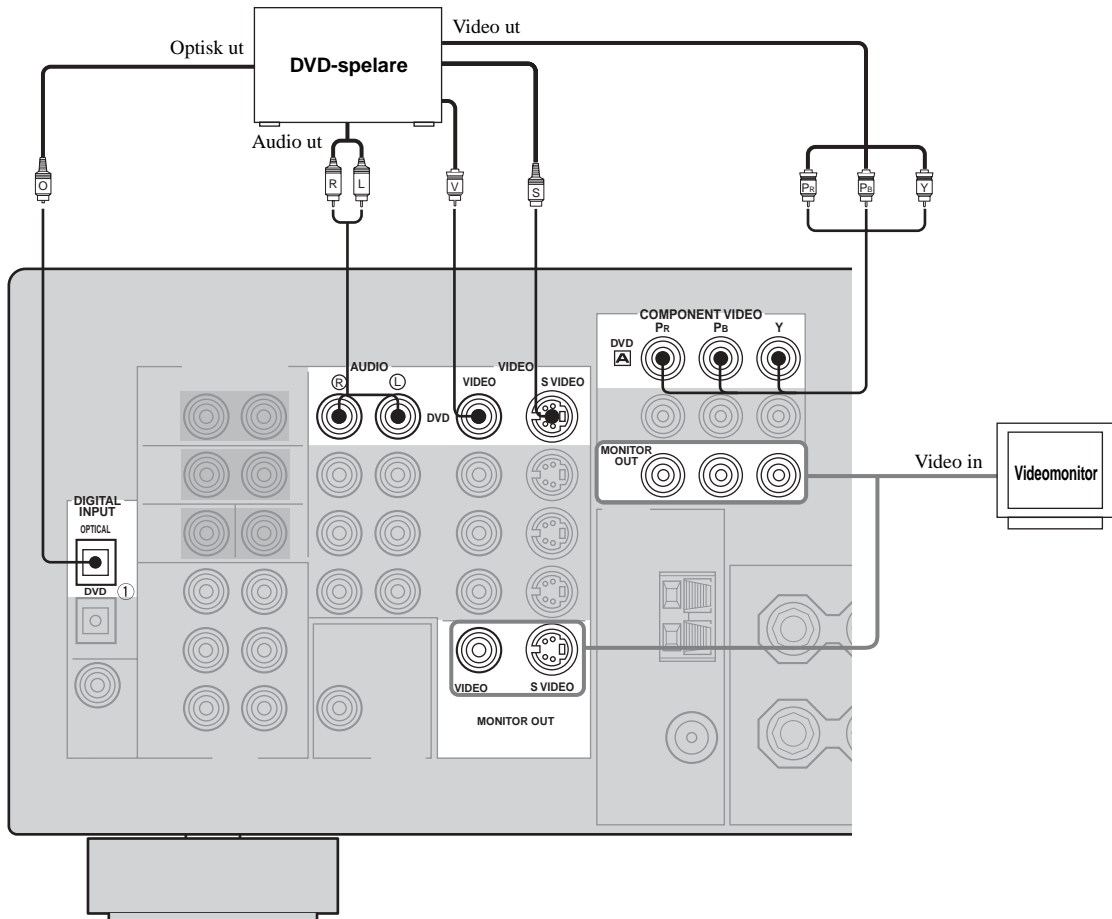 Optisk ut
DVD-spelare
Video ut
Audio ut
O
R
L
V
S
PR
PB
Y
COMPONENT VIDEO
PR
PB
Y
DVD
A
AUDIO
VIDEO
R
L
VIDEO
S VIDEO
DVD
MONITOR
OUT
Video in
Videomonitor
DIGITAL
INPUT
OPTICAL
DVD
①
VIDEO
S VIDEO
MONITOR OUT